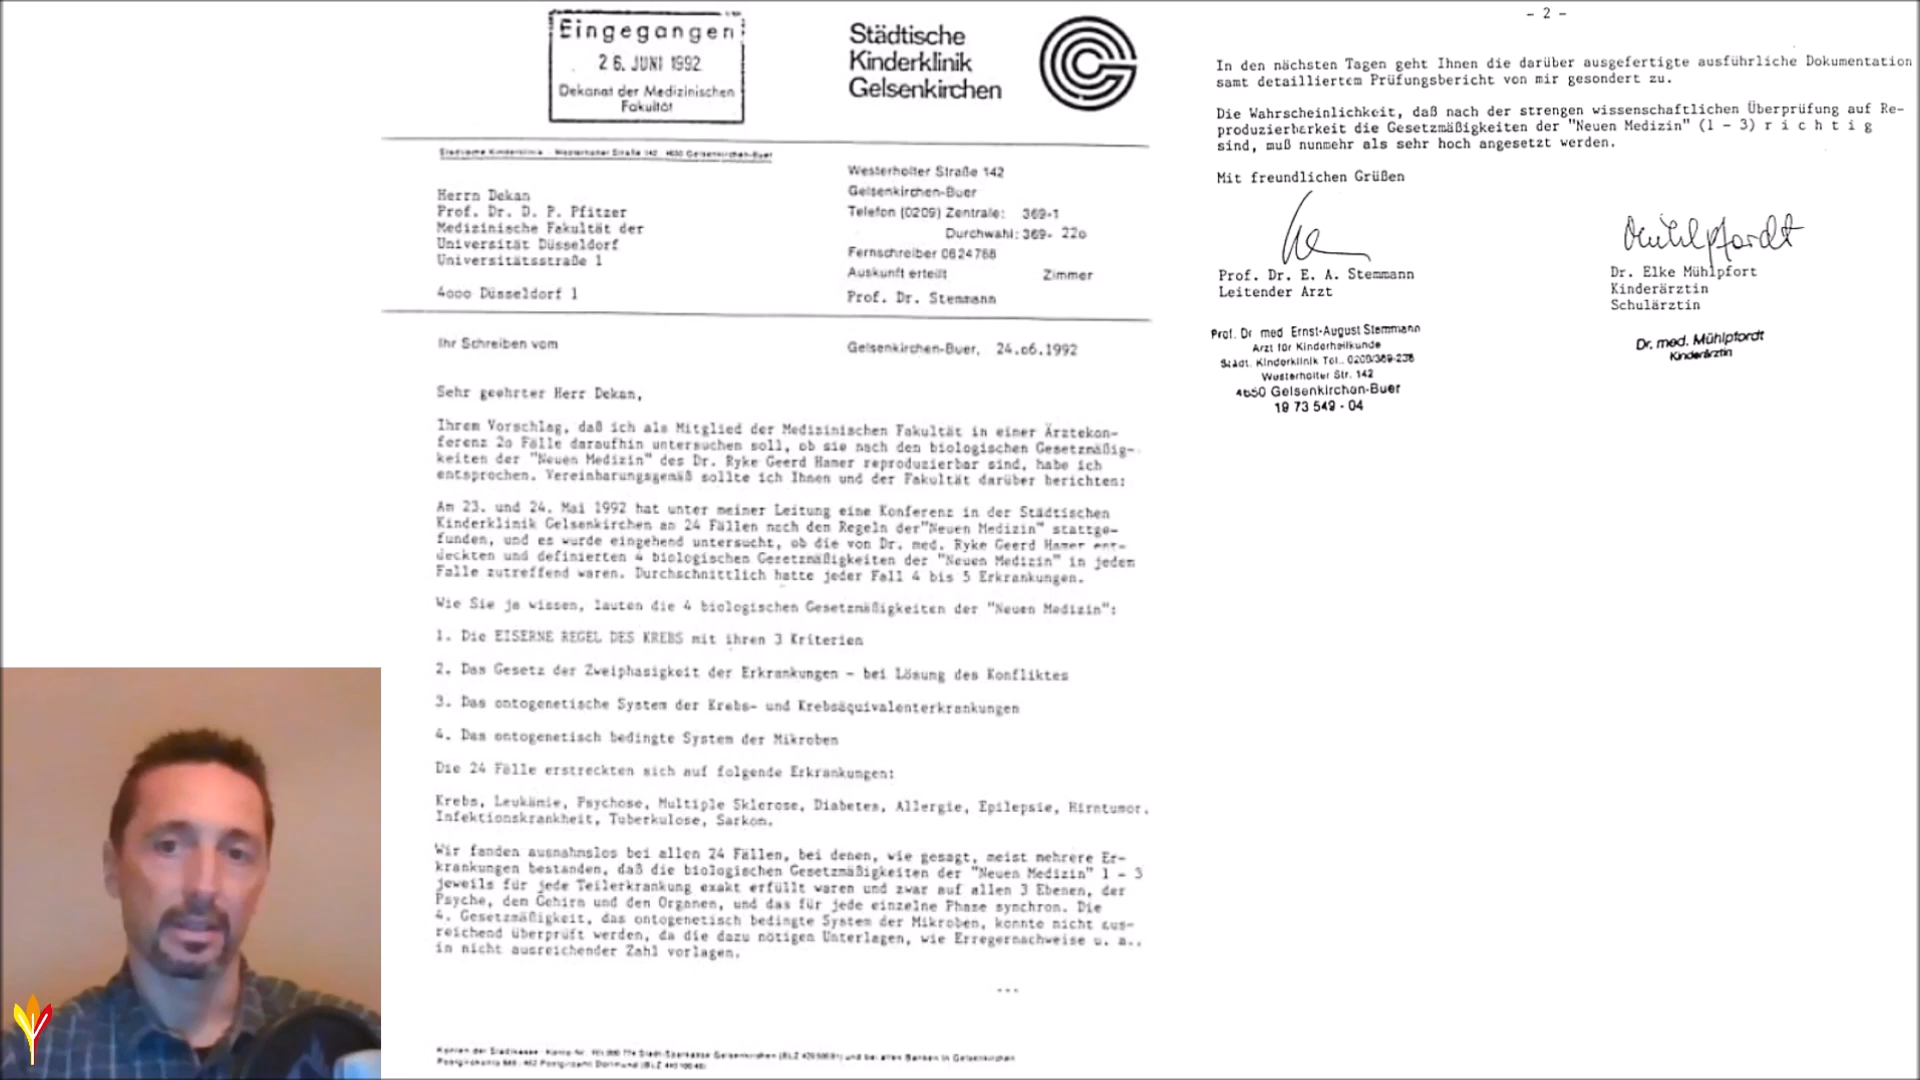 Eingegangen
26. JUNI 1992
Dekanat der Medizinischen
Fakultät
Städtische
Kinderklinik
Gelsenkirchen
Städtische Kinderklinik · Westerholter Straße 142 · 4650 Gelsenkirchen-Buer
Westerholter Straße 142
Gelsenkirchen-Buer
Telefon (0209) Zentrale: 369-1
Durchwahl: 369- 22o
Fernschreiber 0824788
Auskunft erteilt Zimmer
Prof. Dr. Stemmann
Herrn Dekan
Prof. Dr. D. P. Pfitzer
Medizinische Fakultät der
Universität Düsseldorf
Universitätsstraße 1
4ooo Düsseldorf 1
Ihr Schreiben vom
Gelsenkirchen-Buer, 24.o6.1992
Sehr geehrter Herr Dekan,
Ihrem Vorschlag, daß ich als Mitglied der Medizinischen Fakultät in einer Ärztekon-
ferenz 2o Fälle daraufhin untersuchen soll, ob sie nach den biologischen Gesetzmäßig-
keiten der "Neuen Medizin" des Dr. Ryke Geerd Hamer reproduzierbar sind, habe ich
entsprochen. Vereinbarungsgemäß sollte ich Ihnen und der Fakultät darüber berichten:
Am 23. und 24. Mai 1992 hat unter meiner Leitung eine Konferenz in der Städtischen
Kinderklinik Gelsenkirchen an 24 Fällen nach den Regeln der"Neuen Medizin" stattge-
funden, und es wurde eingehend untersucht, ob die von Dr. med. Ryke Geerd Hamer ent-
deckten und definierten 4 biologischen Gesetzmäßigkeiten der "Neuen Medizin" in jedem
Falle zutreffend waren. Durchschnittlich hatte jeder Fall 4 bis 5 Erkrankungen.
Wie Sie ja wissen, lauten die 4 biologischen Gesetzmäßigkeiten der "Neuen Medizin":
1. Die EISERNE REGEL DES KREBS mit ihren 3 Kriterien
2. Das Gesetz der Zweiphasigkeit der Erkrankungen - bei Lösung des Konfliktes
3. Das ontogenetische System der Krebs- und Krebsäquivalenterkrankungen
4. Das ontogenetisch bedingte System der Mikroben
Die 24 Fälle erstreckten sich auf folgende Erkrankungen:
Krebs, Leukämie, Psychose, Multiple Sklerose, Diabetes, Allergie, Epilepsie, Hirntumor,
Infektionskrankheit, Tuberkulose, Sarkom.
Wir fanden ausnahmslos bei allen 24 Fällen, bei denen, wie gesagt, meist mehrere Er-
krankungen bestanden, daß die biologischen Gesetzmäßigkeiten der "Neuen Medizin" 1 - 3
jeweils für jede Teilerkrankung exakt erfüllt waren und zwar auf allen 3 Ebenen, der
Psyche, dem Gehirn und den Organen, und das für jede einzelne Phase synchron. Die
4. Gesetzmäßigkeit, das ontogenetisch bedingte System der Mikroben, konnte nicht aus-
reichend überprüft werden, da die dazu nötigen Unterlagen, wie Erregernachweise u. a.,
in nicht ausreichender Zahl vorlagen.
- - -
- 2 -
In den nächsten Tagen geht Ihnen die darüber ausgefertigte ausführliche Dokumentation
samt detailliertem Prüfungsbericht von mir gesondert zu.
Die Wahrscheinlichkeit, daß nach der strengen wissenschaftlichen Überprüfung auf Re-
produzierbarkeit die Gesetzmäßigkeiten der "Neuen Medizin" (1 - 3) r i c h t i g
sind, muß nunmehr als sehr hoch angesetzt werden.
Mit freundlichen Grüßen
Mühlpfordt
Prof. Dr. E. A. Stemmann
Leitender Arzt
Dr. Elke Mühlpfort
Kinderärztin
Schulärztin
Prof. Dr. med. Ernst-August Stemmann
Arzt für Kinderheilkunde
Städt. Kinderklinik Tel. 0209/369-236
Westerholter Str. 142
4650 Gelsenkirchen-Buer
19 73 549 - 04
Dr. med. Mühlpfordt
Kinderärztin